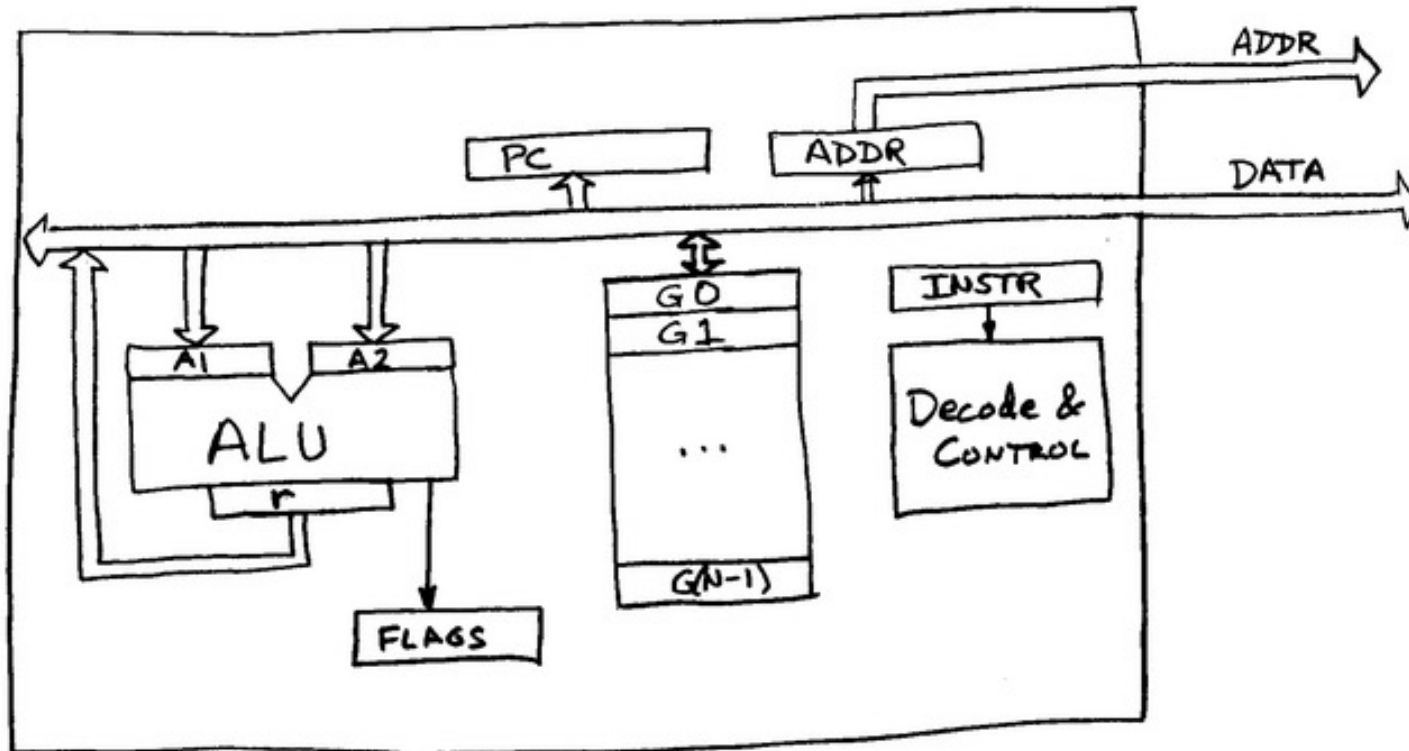 ADDR
PC
ADDR
DATA
INSTR
G0
G1
A1
A2
Decode &
CONTROL
ALU
...
r
G(N-1)
FLAGS